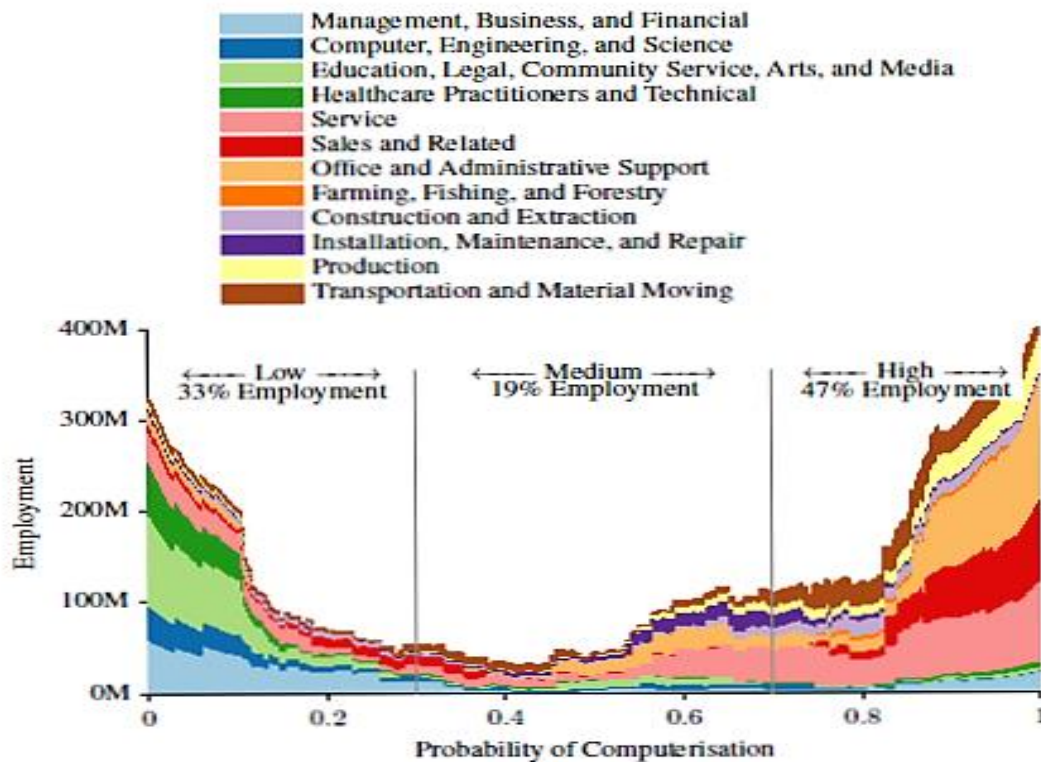 Management, Business, and Financial
Computer, Engineering, and Science
Education, Legal, Community Service, Arts, and Media
Healthcare Practitioners and Technical
Service
Sales and Related
Office and Administrative Support
Farming, Fishing, and Forestry
Construction and Extraction
Installation, Maintenance, and Repair
Production
Transportation and Material Moving
400M
300M
200M
100M
0M
Employment
← Low →
33% Employment
← Medium →
19% Employment
← High →
47% Employment
0
0.2
0.4
0.6
0.8
1
Probability of Computerisation